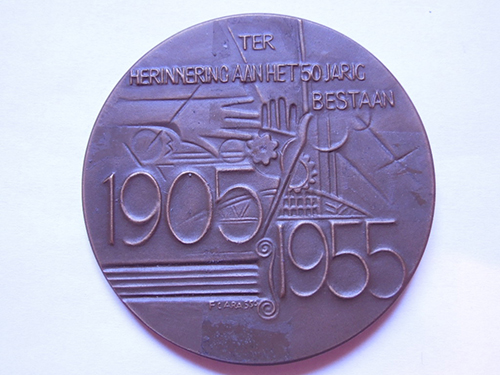 TER
HERINNERING AAN HET 50 JARIG
BESTAAN
1905
1955